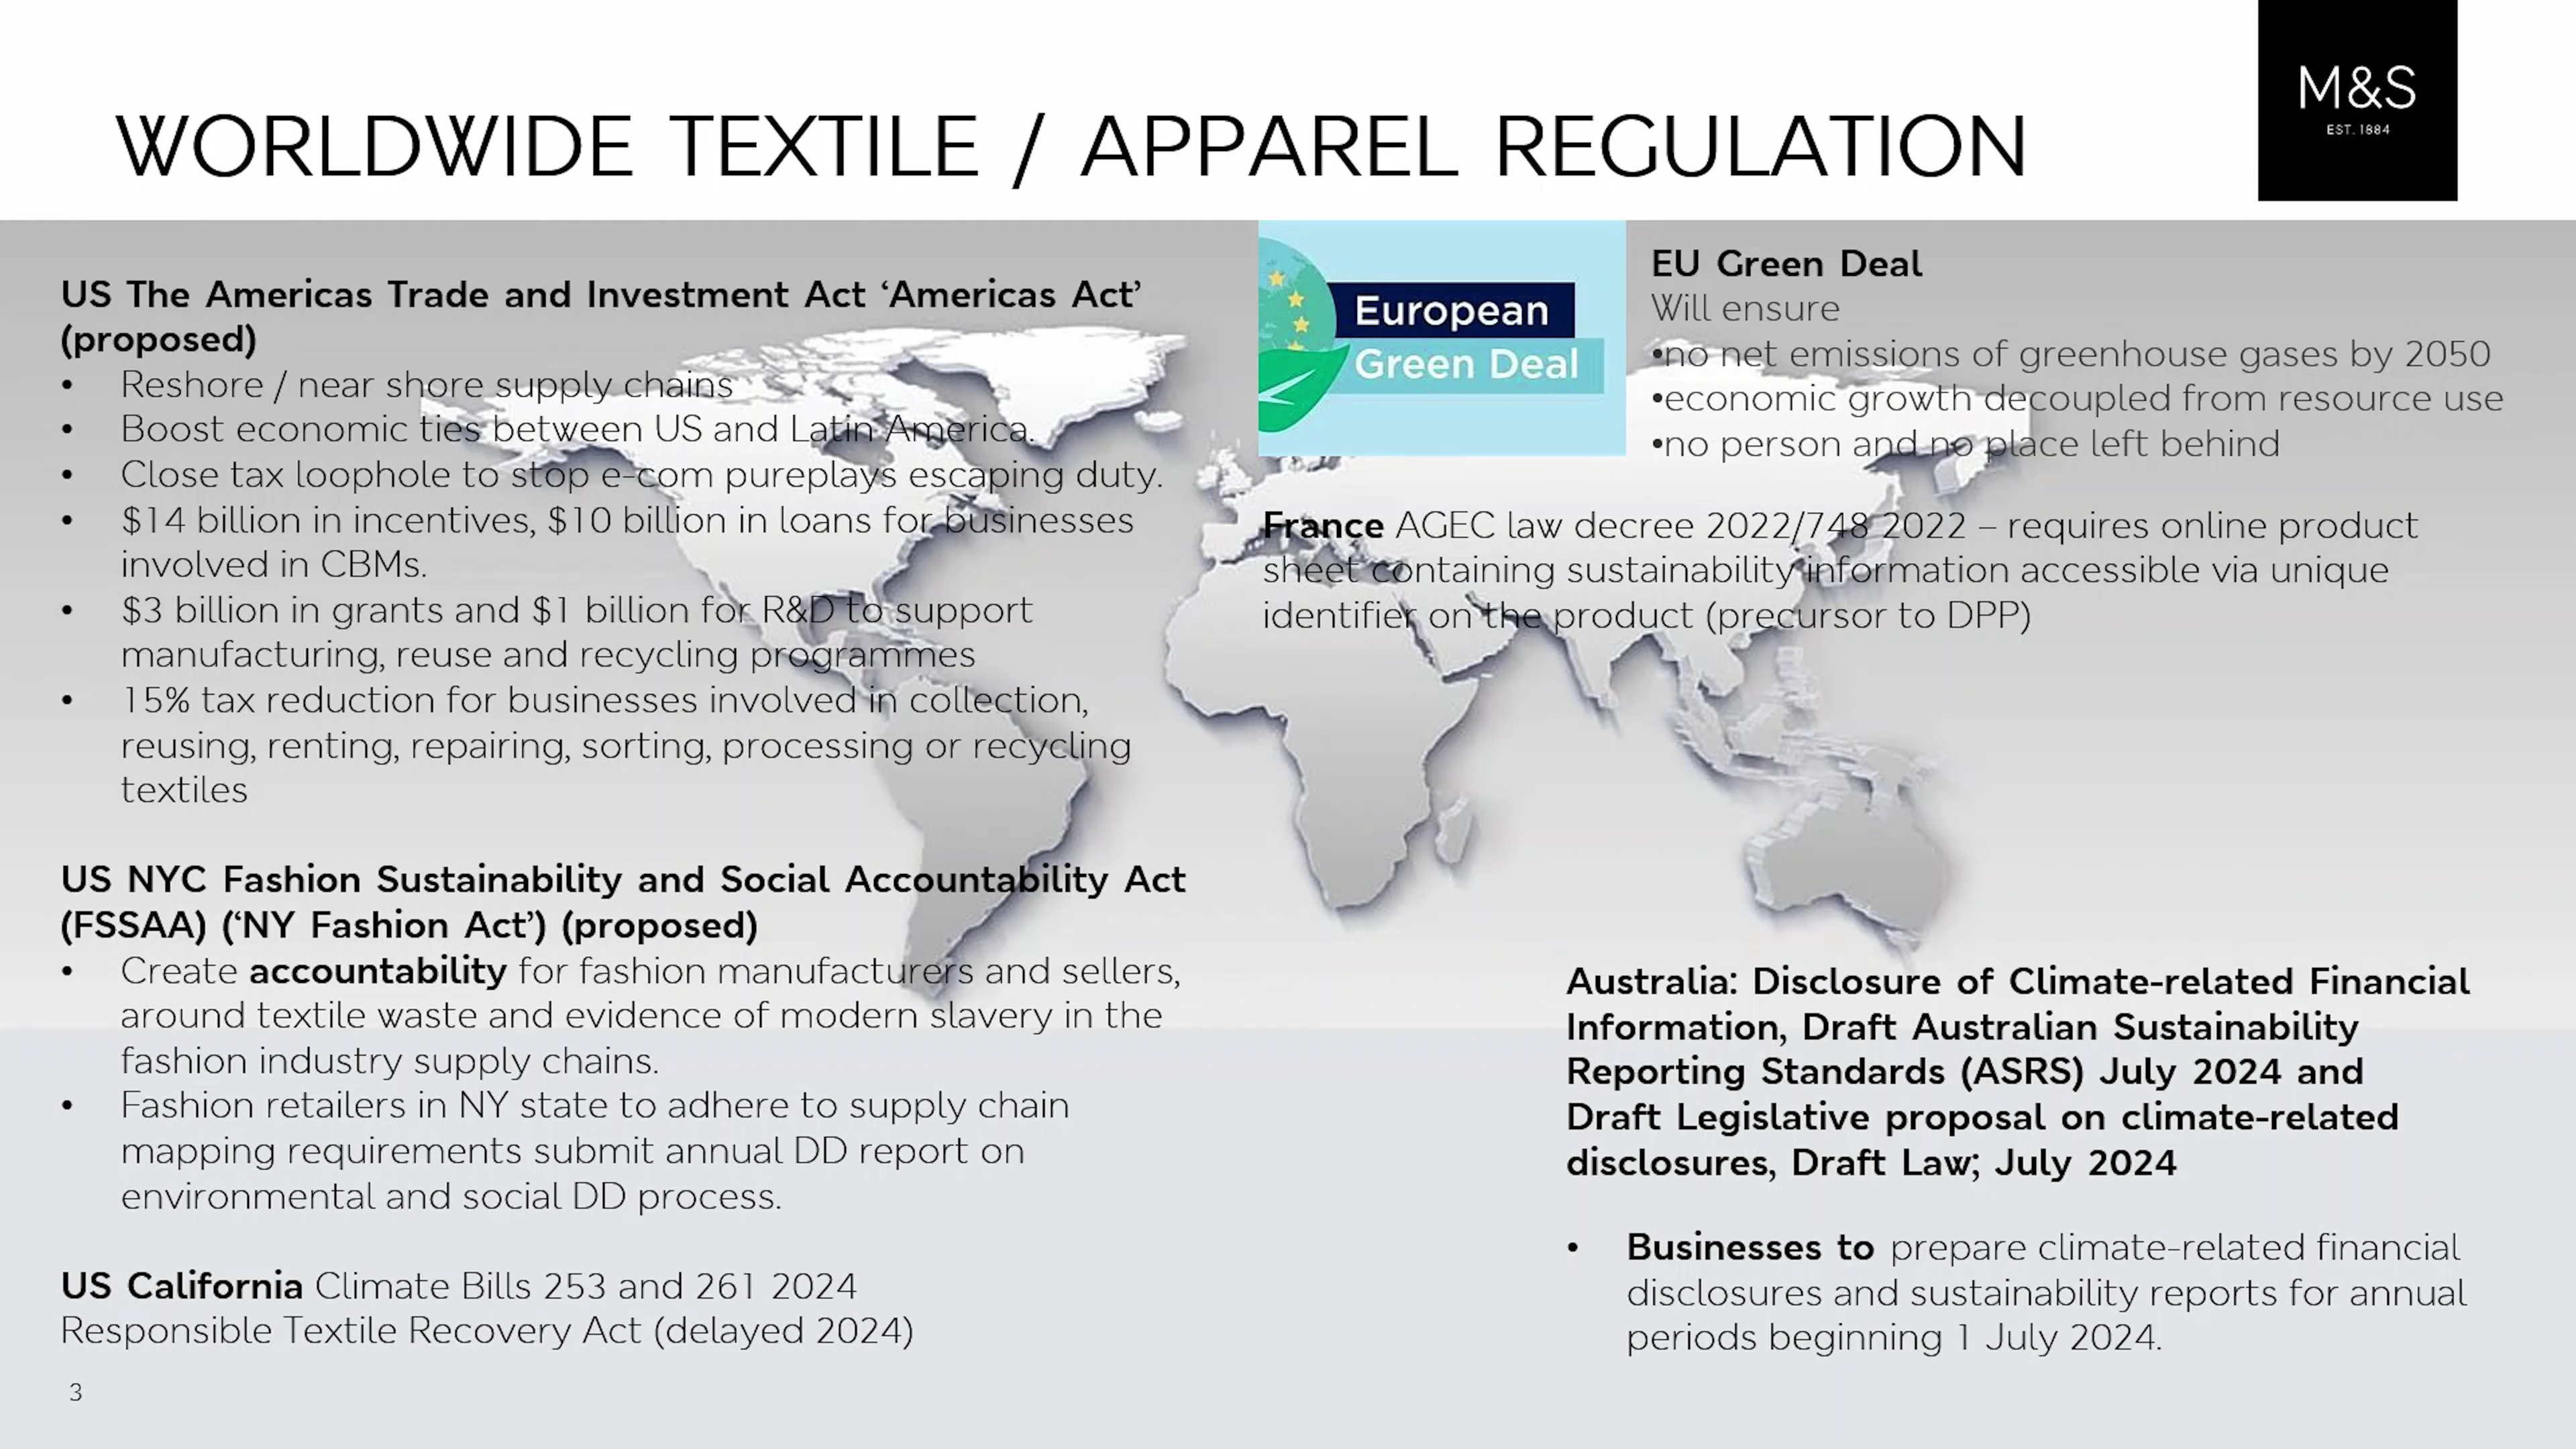 WORLDWIDE TEXTILE / APPAREL REGULATION
M&S
EST. 1884
US The Americas Trade and Investment Act ‘Americas Act’
(proposed)
• Reshore / near shore supply chains
• Boost economic ties between US and Latin America.
• Close tax loophole to stop e-com pureplays escaping duty.
• $14 billion in incentives, $10 billion in loans for businesses
involved in CBMs.
• $3 billion in grants and $1 billion for R&D to support
manufacturing, reuse and recycling programmes
• 15% tax reduction for businesses involved in collection,
reusing, renting, repairing, sorting, processing or recycling
textiles
US NYC Fashion Sustainability and Social Accountability Act
(FSSAA) (‘NY Fashion Act’) (proposed)
• Create accountability for fashion manufacturers and sellers,
around textile waste and evidence of modern slavery in the
fashion industry supply chains.
• Fashion retailers in NY state to adhere to supply chain
mapping requirements submit annual DD report on
environmental and social DD process.
US California Climate Bills 253 and 261 2024
Responsible Textile Recovery Act (delayed 2024)
3
European
Green Deal
EU Green Deal
Will ensure
•no net emissions of greenhouse gases by 2050
•economic growth decoupled from resource use
•no person and no place left behind
France AGEC law decree 2022/748 2022 – requires online product
sheet containing sustainability information accessible via unique
identifier on the product (precursor to DPP)
Australia: Disclosure of Climate-related Financial
Information, Draft Australian Sustainability
Reporting Standards (ASRS) July 2024 and
Draft Legislative proposal on climate-related
disclosures, Draft Law; July 2024
• Businesses to prepare climate-related financial
disclosures and sustainability reports for annual
periods beginning 1 July 2024.